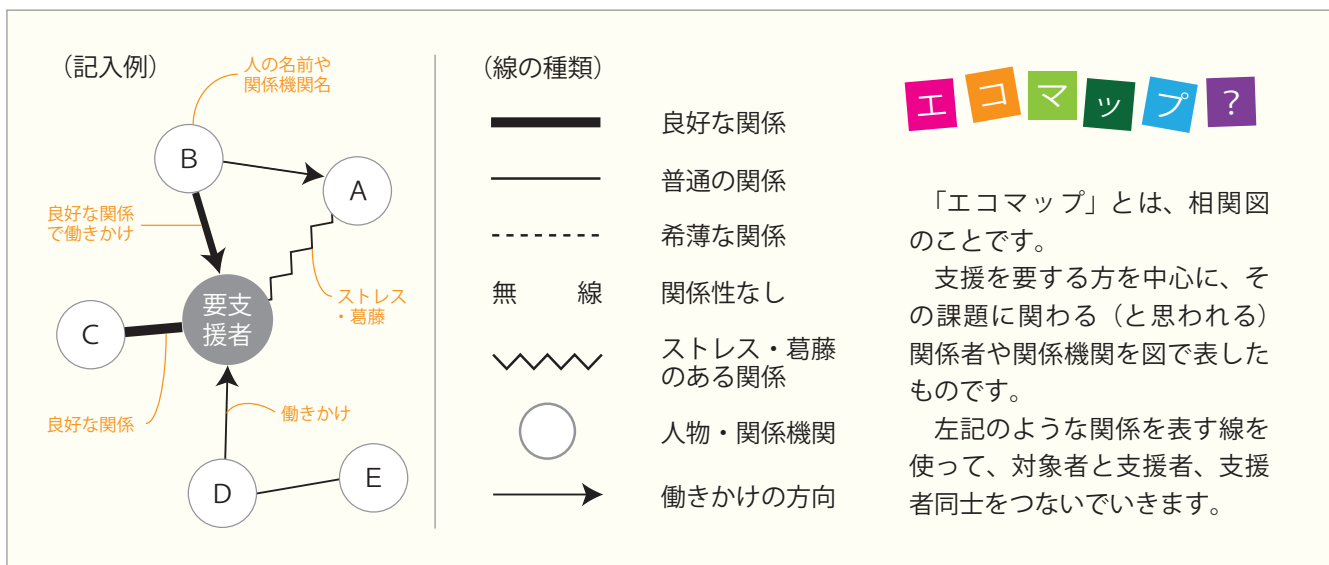 （記入例）
人の名前や
関係機関名
B
A
良好な関係
で働きかけ
要支
援者
ストレス
・葛藤
C
良好な関係
働きかけ
D
E
（線の種類）
良好な関係
普通の関係
希薄な関係
無　線　関係性なし
ストレス・葛藤
のある関係
人物・関係機関
働きかけの方向
エコマップ？
「エコマップ」とは、相関図
のことです。
支援を要する方を中心に、そ
の課題に関わる（と思われる）
関係者や関係機関を図で表した
ものです。
左記のような関係を表す線を
使って、対象者と支援者、支援
者同士をつないでいきます。